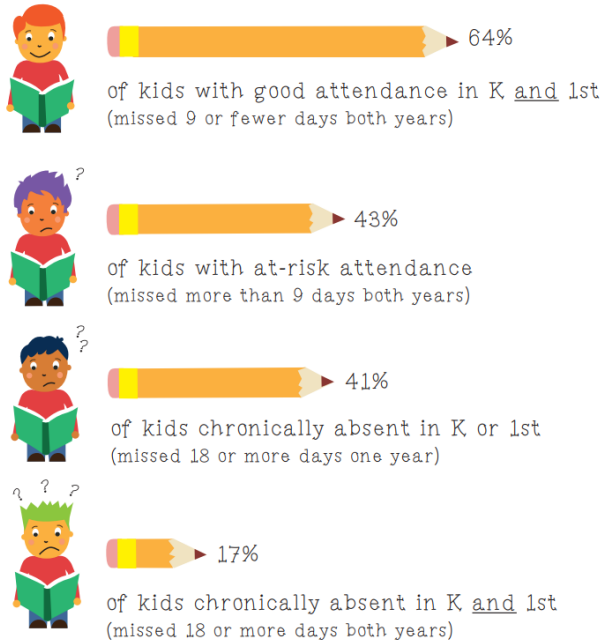 64%
of kids with good attendance in K and 1st
(missed 9 or fewer days both years)
?
43%
of kids with at-risk attendance
(missed more than 9 days both years)
?
?
41%
of kids chronically absent in K or 1st
(missed 18 or more days one year)
? ? ?
17%
of kids chronically absent in K and 1st
(missed 18 or more days both years)